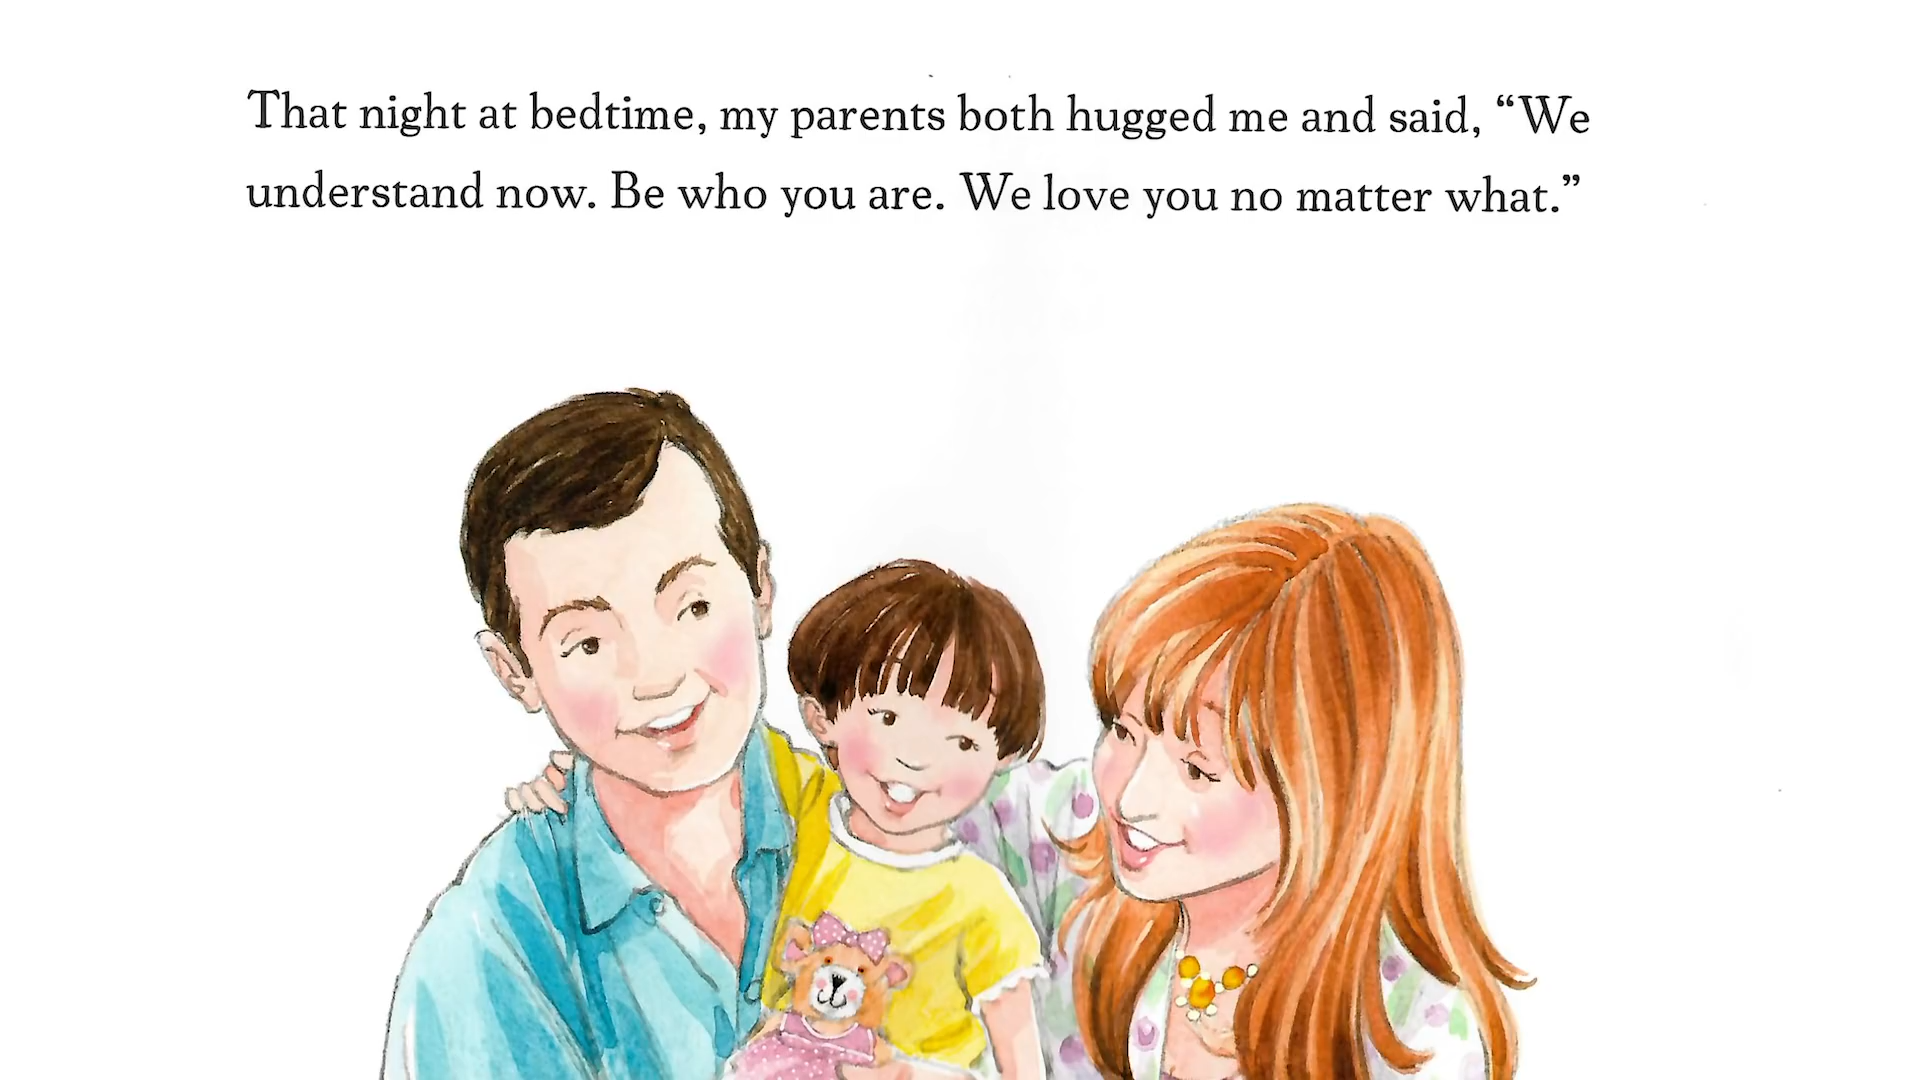 That night at bedtime, my parents both hugged me and said, “We
understand now. Be who you are. We love you no matter what.”